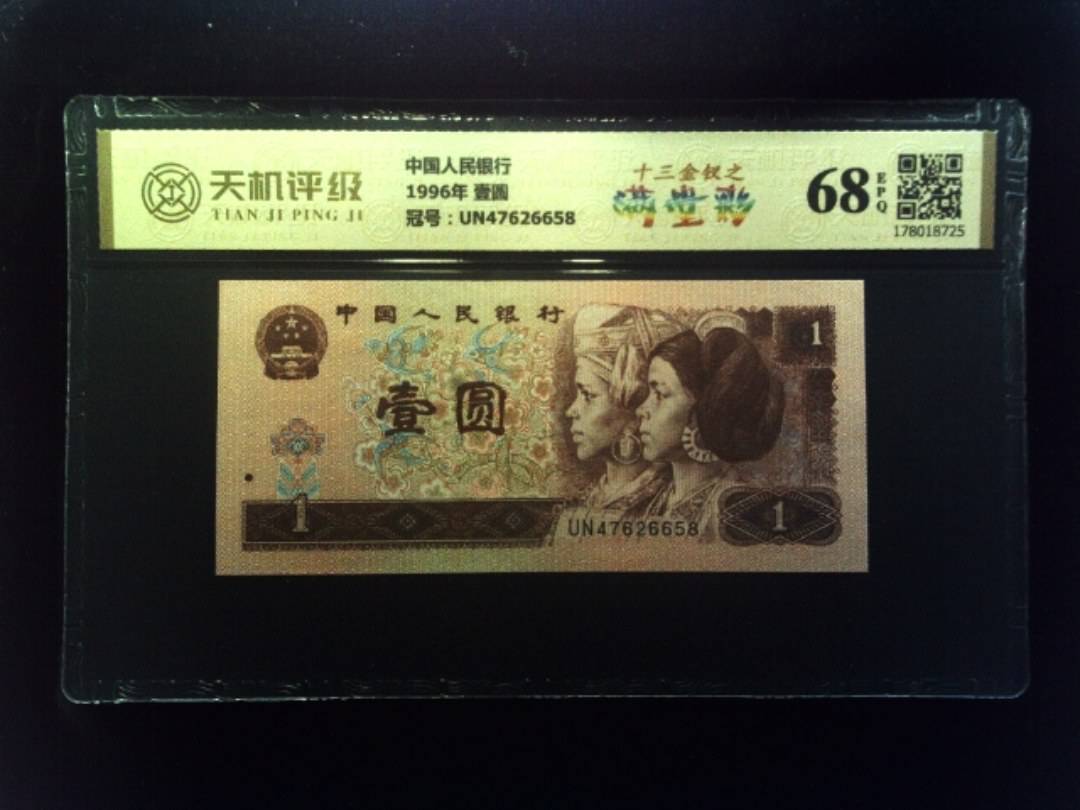 天机评级
TIAN JI PING JI
中国人民银行
1996年 壹圆
冠号：UN47626658
十三金钗之
满堂彩
68
EPQ
178018725
中国人民银行
1
壹圆
1
UN47626658
1